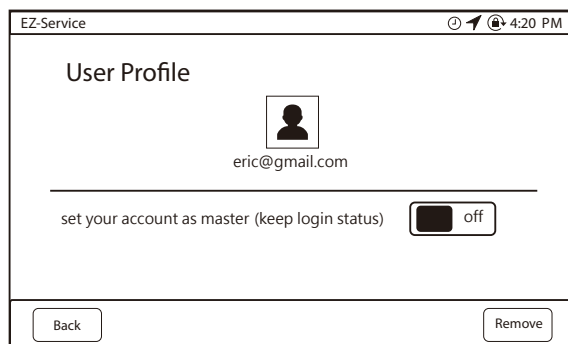 EZ-Service 4:20 PM
User Profile
eric@gmail.com
set your account as master (keep login status) off
Back Remove